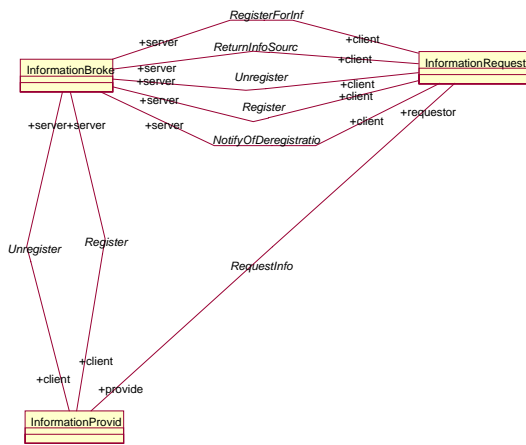 RegisterForInf
+server
+client
ReturnInfoSourc
InformationBroke
+server
+client
InformationRequest
+server
Unregister
+client
+server
Register
+client
+requestor
+server
+client
+server
+server
NotifyOfDeregistratio
Unregister
Register
RequestInfo
+client
+client
+provide
InformationProvid